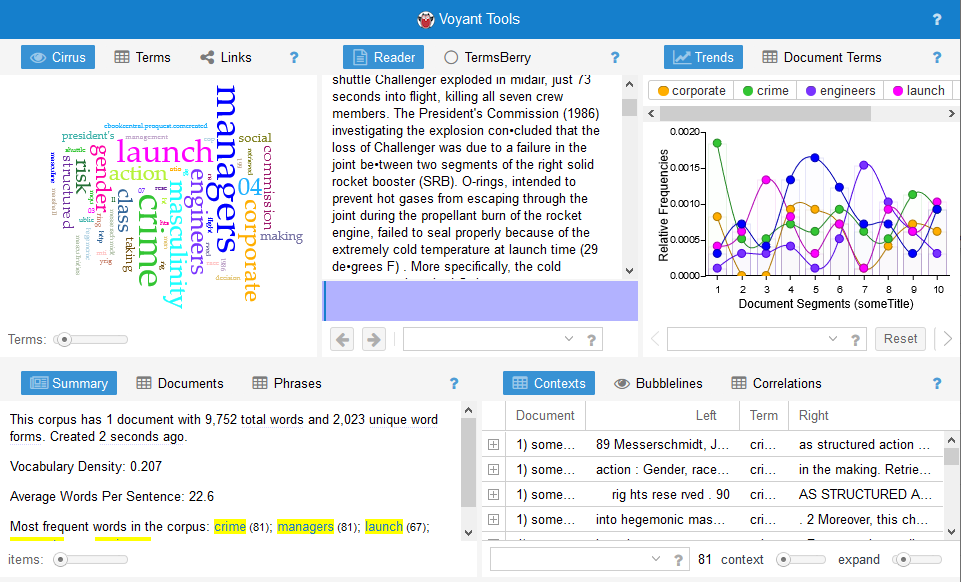 Voyant Tools
?
Cirrus
Terms
Links
?
ebookcentral.proquest.comcreated
president's
management
social
shuttle
launch
managers
gender
risk
structured
action
class
crime
masculinity
engineers
04
corporate
commission
making
taking
decision
Terms:
Reader
TermsBerry
?
shuttle Challenger exploded in midair, just 73
seconds into flight, killing all seven crew
members. The President's Commission (1986)
investigating the explosion con•cluded that the
loss of Challenger was due to a failure in the
joint be•tween two segments of the right solid
rocket booster (SRB). O-rings, intended to
prevent hot gases from escaping through the
joint during the propellant burn of the rocket
engine, failed to seal properly because of the
extremely cold temperature at launch time (29
de•grees F) . More specifically, the cold
?
Trends
Document Terms
?
corporate
crime
engineers
launch
Relative Frequencies
0.0020
0.0015
0.0010
0.0005
0.0000
1 2 3 4 5 6 7 8 9 10
Document Segments (someTitle)
?
Reset
Summary
Documents
Phrases
?
This corpus has 1 document with 9,752 total words and 2,023 unique word
forms. Created 2 seconds ago.
Vocabulary Density: 0.207
Average Words Per Sentence: 22.6
Most frequent words in the corpus: crime (81); managers (81); launch (67);
items:
Contexts
Bubblelines
Correlations
?
Document Left Term Right
1) some... 89 Messerschmidt, J... cri... as structured action ...
1) some... action : Gender, race... cri... in the making. Retrie...
1) some... rig hts rese rved . 90 cri... AS STRUCTURED A...
1) some... into hegemonic mas... cri... . 2 Moreover, this ch...
? 81 context expand